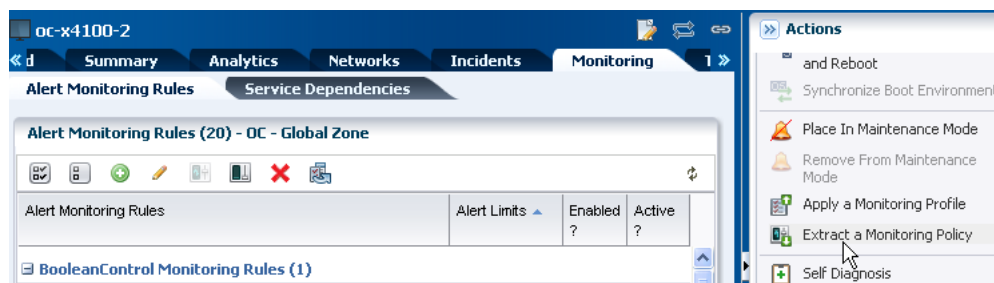 oc-x4100-2
Actions
d Summary Analytics Networks Incidents Monitoring
Alert Monitoring Rules Service Dependencies
Alert Monitoring Rules (20) - OC - Global Zone
Alert Monitoring Rules Alert Limits Enabled ? Active ?
BooleanControl Monitoring Rules (1)
and Reboot
Synchronize Boot Environment
Place In Maintenance Mode
Remove From Maintenance
Mode
Apply a Monitoring Profile
Extract a Monitoring Policy
Self Diagnosis